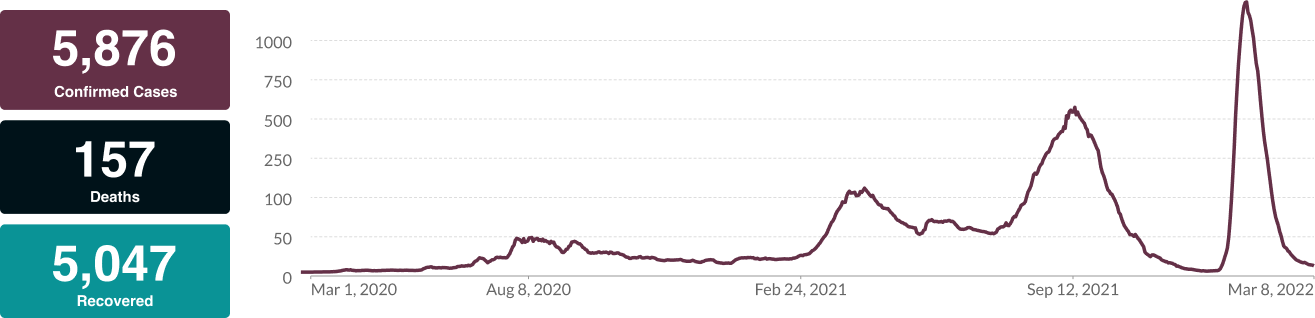 5,876
Confirmed Cases
157
Deaths
5,047
Recovered
1000
750
500
250
100
50
0
Mar 1, 2020 Aug 8, 2020 Feb 24, 2021 Sep 12, 2021 Mar 8, 2022